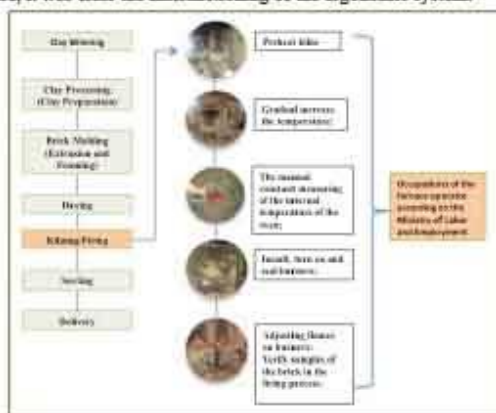 Clay Mining
Clay Processing
(Clay Preparation)
Brick Molding
(Extrusion and
Forming)
Drying
Kilning/Firing
Sorting
Delivery
Preheat kilns
Gradual increase
the temperature;
The manual
constant measuring
of the internal
temperature of the
oven;
Install, turn on and
seal burners;
Adjusting flames
on burners;
Verify samples of
the brick in the
firing process.
Occupations of the
furnace operator
according to the
Ministry of Labor
and Employment